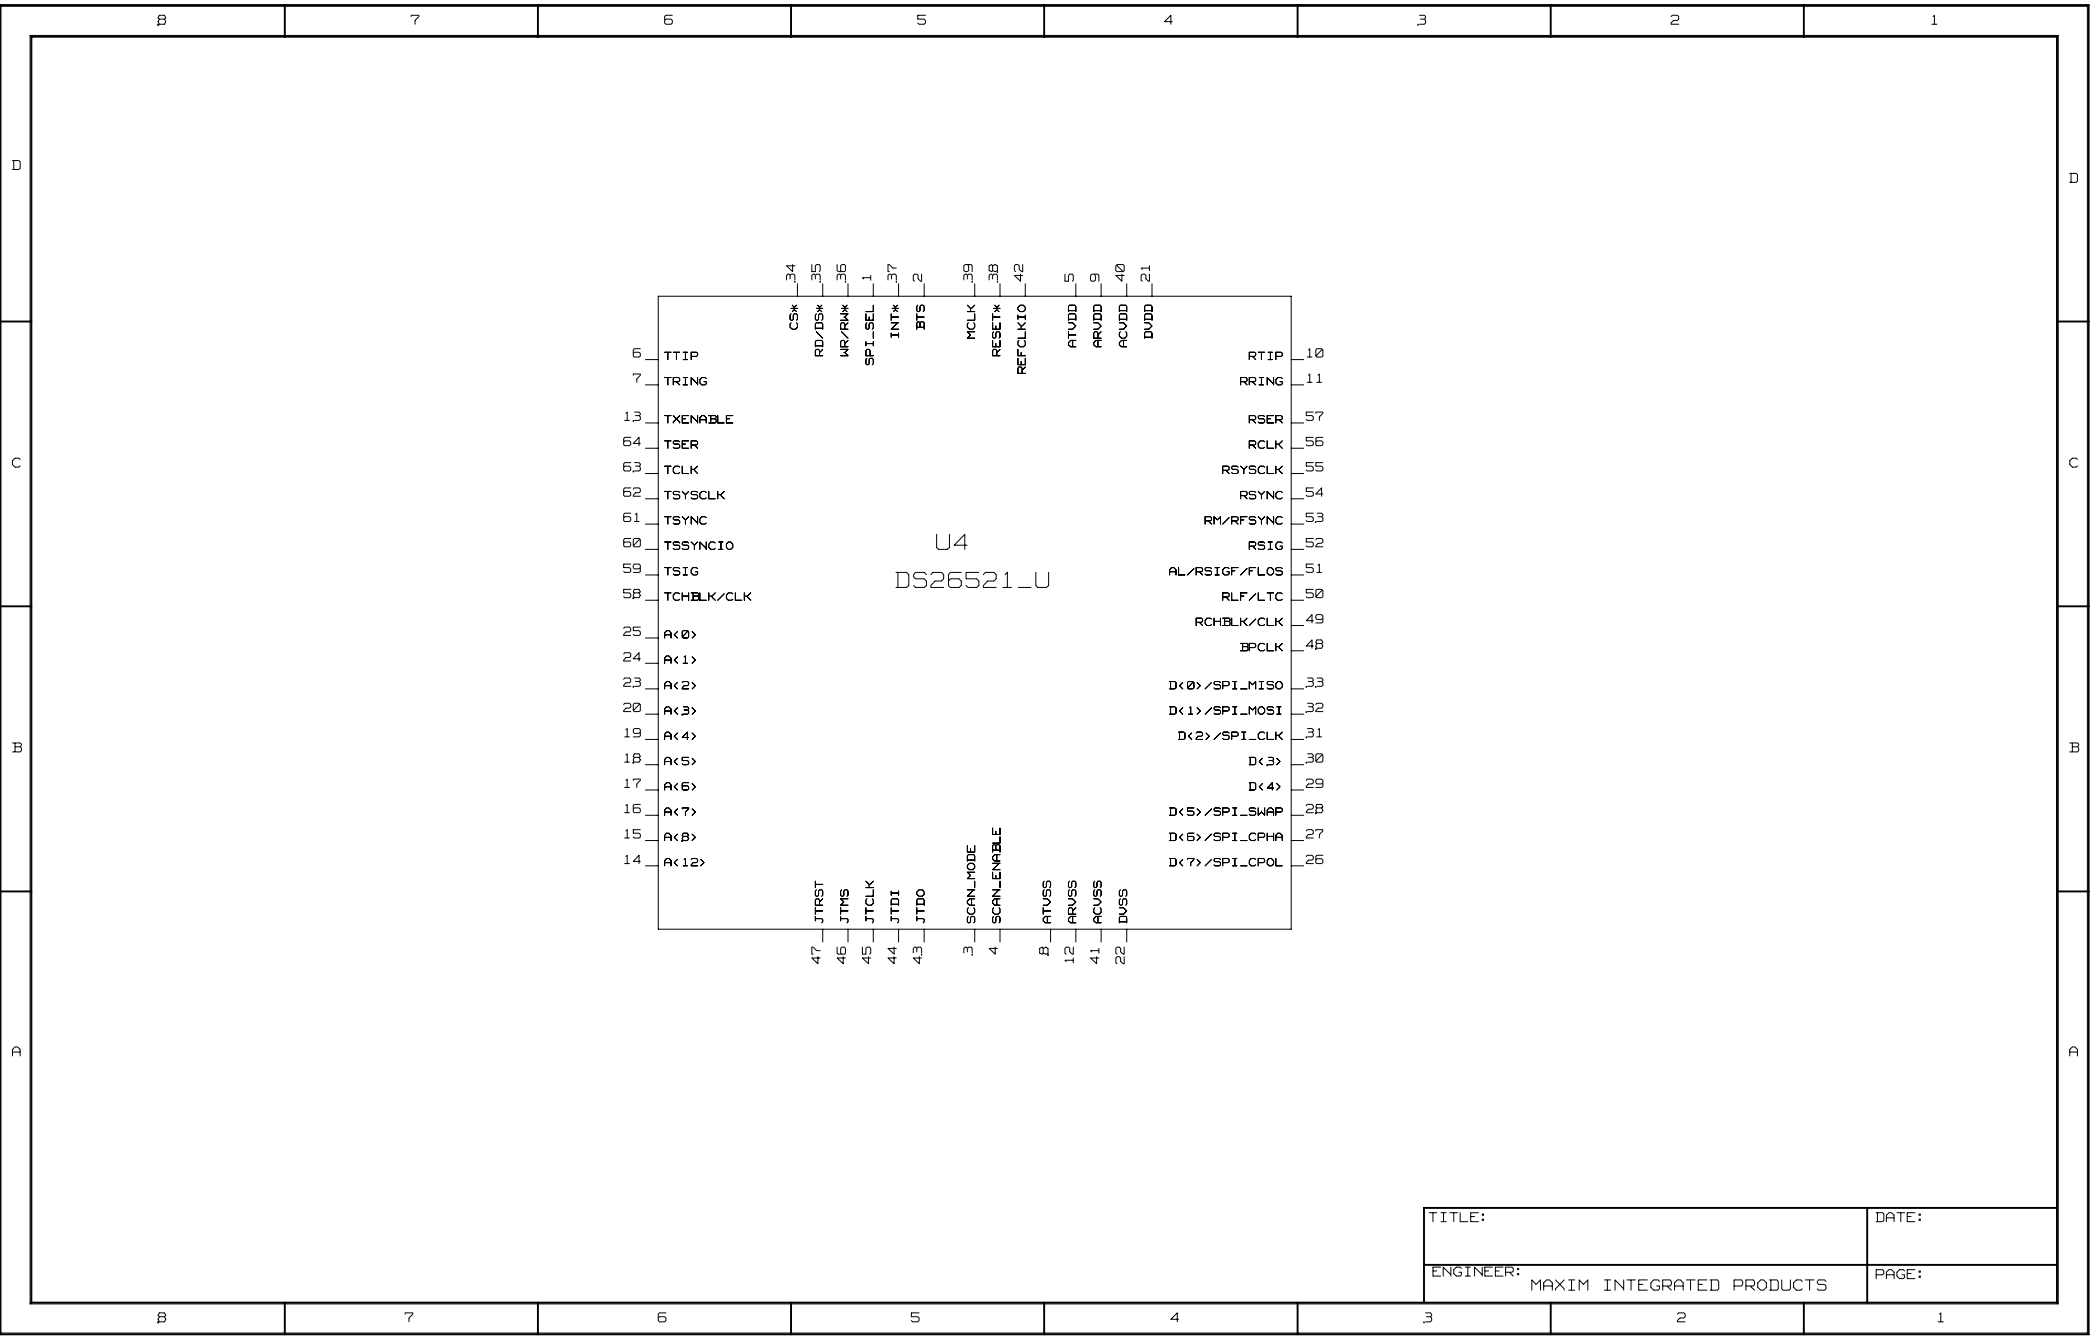 8 7 6 5 4 3 2 1
D D
34 35 36 1 37 2 39 38 42 5 9 40 21
CS* RD/DS* WR/RW* SPI_SEL INT* BTS MCLK RESET* REFCLKIO ATVDD ARVDD ACVDD DVDD
6 TTIP RTIP 10
7 TRING RRING 11
13 TXENABLE RSER 57
64 TSER RCLK 56
C C
63 TCLK RSYSCLK 55
62 TSYSCLK RSYNC 54
61 TSYNC RM/RFSYNC 53
U4
60 TSSYNCIO RSIG 52
59 TSIG AL/RSIGF/FLOS 51
DS26521_U
58 TCHBLK/CLK RLF/LTC 50
RCHBLK/CLK 49
25 A<0>
BPCLK 48
24 A<1>
23 A<2> D<0>/SPI_MISO 33
20 A<3> D<1>/SPI_MOSI 32
19 A<4> D<2>/SPI_CLK 31
B B
18 A<5> D<3> 30
17 A<6> D<4> 29
16 A<7> D<5>/SPI_SWAP 28
15 A<8> D<6>/SPI_CPHA 27
14 A<12> D<7>/SPI_CPOL 26
JTRST JTMS JTCLK JTDI JTDO SCAN_MODE SCAN_ENABLE ATVSS ARVSS ACVSS DVSS
47 46 45 44 43 3 4 8 12 41 22
A A
TITLE: DATE:
ENGINEER: MAXIM INTEGRATED PRODUCTS PAGE:
8 7 6 5 4 3 2 1